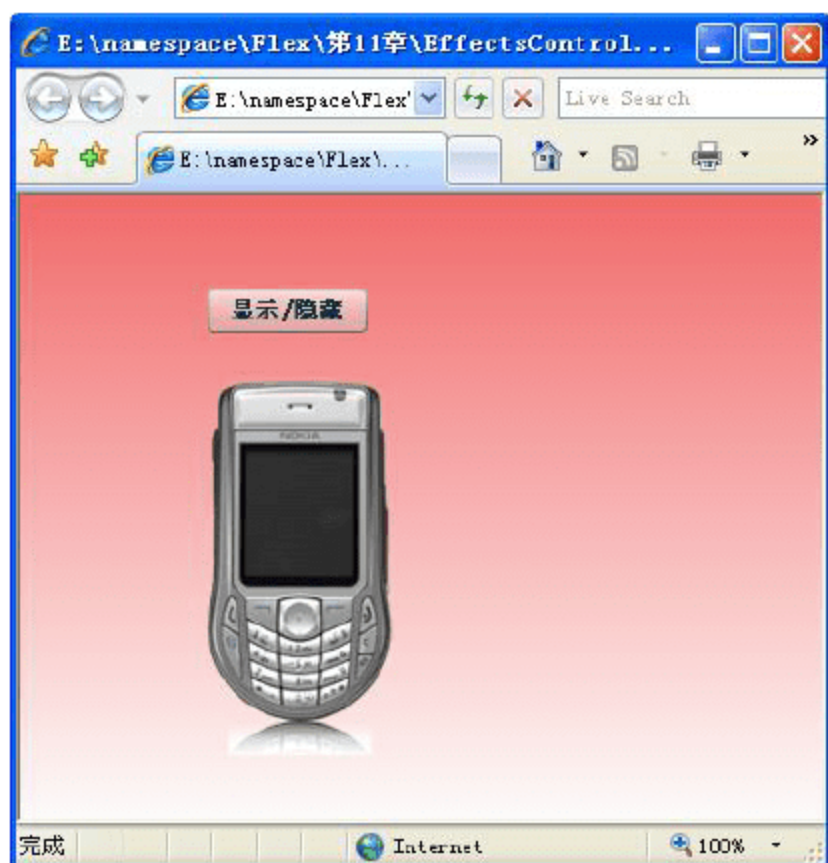 E:\namespace\Flex\第11章\EffectsControl...
E:\namespace\Flex'
Live Search
E:\namespace\Flex\...
显示/隐藏
NOKIA
完成
Internet
100%